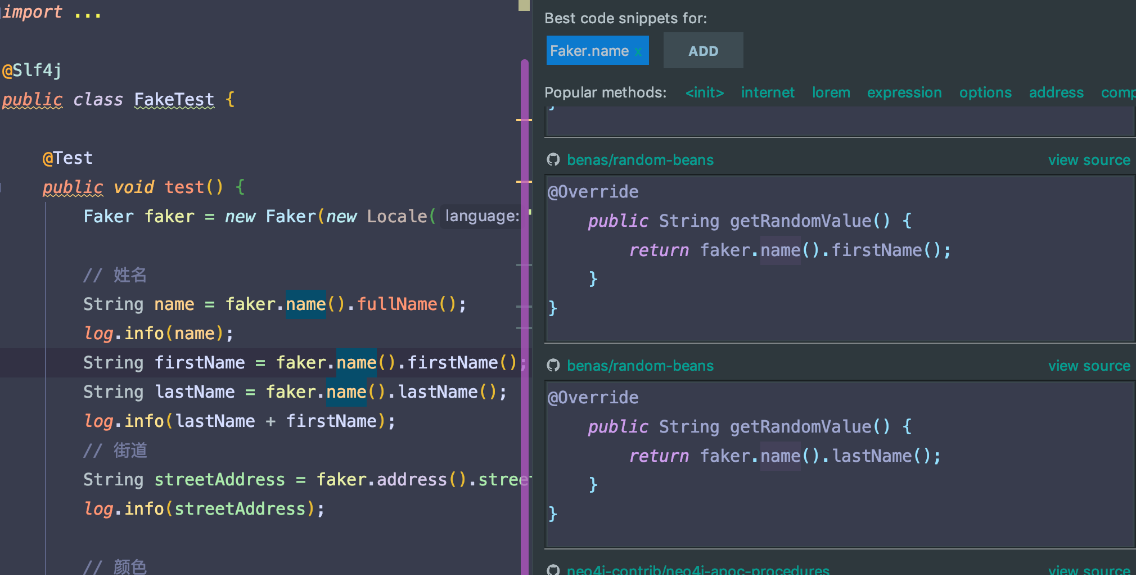 import ...
@Slf4j
public class FakeTest {
@Test
public void test() {
Faker faker = new Faker(new Locale( language: "
// 姓名
String name = faker.name().fullName();
log.info(name);
String firstName = faker.name().firstName();
String lastName = faker.name().lastName();
log.info(lastName + firstName);
// 街道
String streetAddress = faker.address().stree
log.info(streetAddress);
// 颜色
Best code snippets for:
Faker.name x ADD
Popular methods: <init> internet lorem expression options address comp
}
benas/random-beans view source
@Override
public String getRandomValue() {
return faker.name().firstName();
}
}
benas/random-beans view source
@Override
public String getRandomValue() {
return faker.name().lastName();
}
}
neo4j-contrib/neo4j-apoc-procedures view source